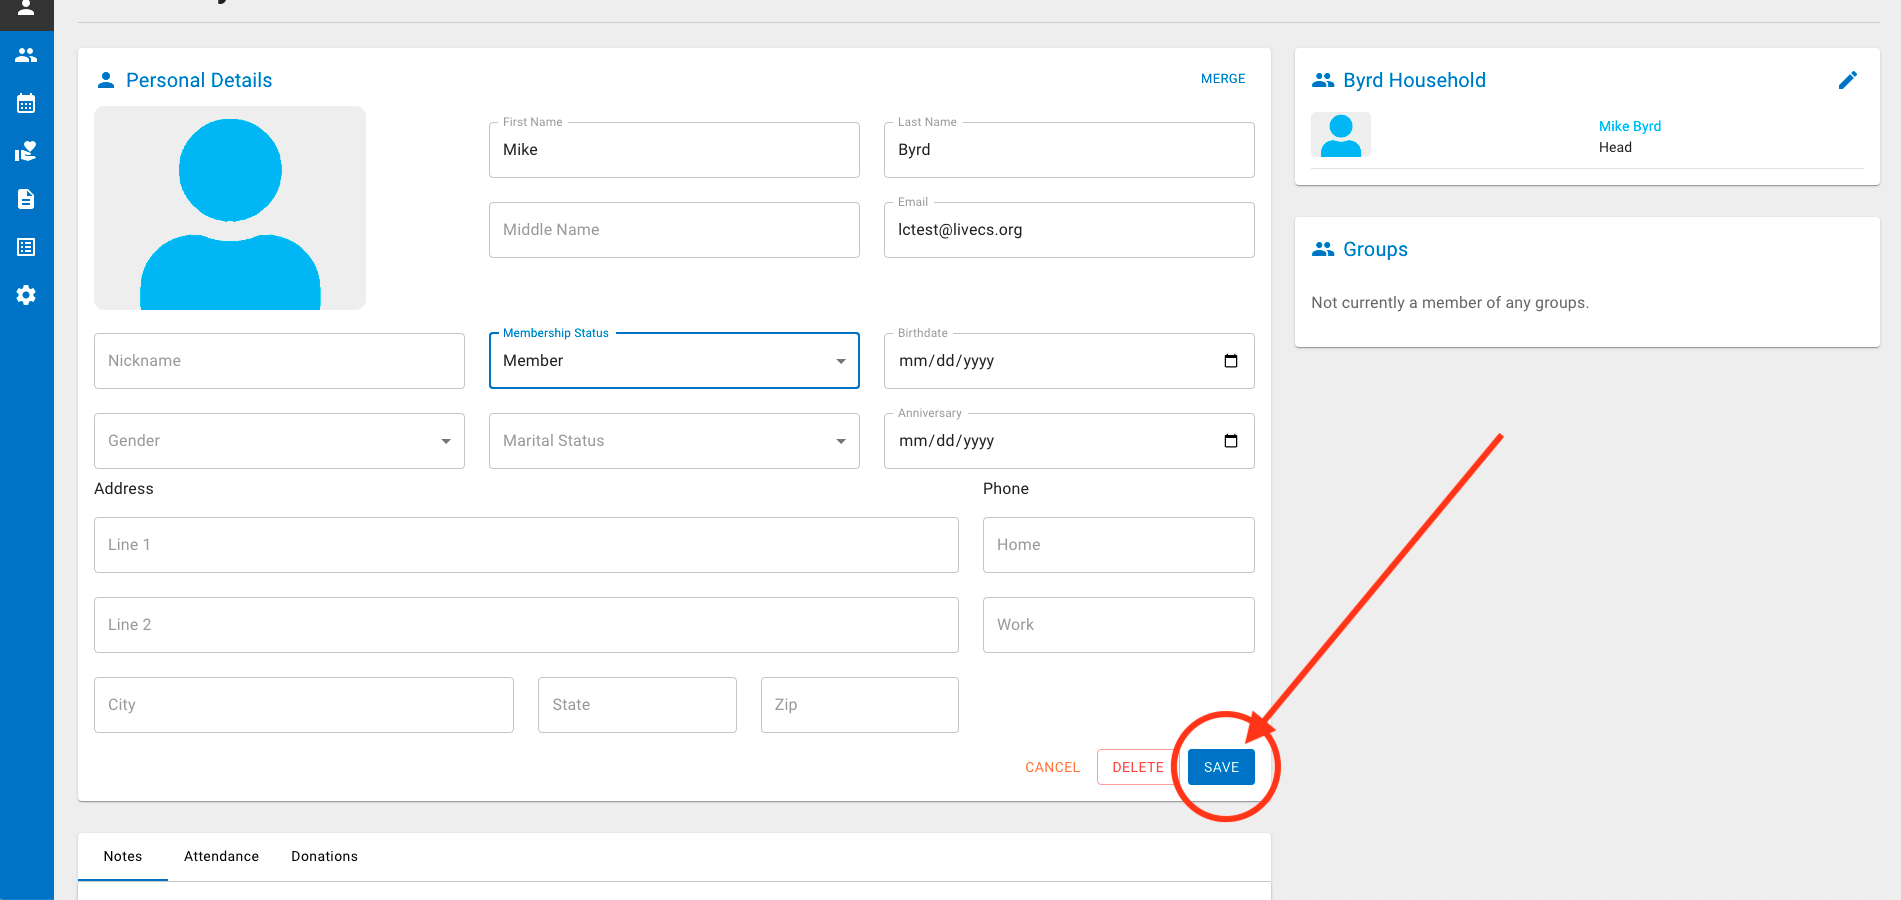 Personal Details
MERGE
First Name
Mike
Last Name
Byrd
Middle Name
Email
lctest@livecs.org
Nickname
Membership Status
Member
Birthdate
mm/dd/yyyy
Gender
Marital Status
Anniversary
mm/dd/yyyy
Address
Phone
Line 1
Home
Line 2
Work
City
State
Zip
CANCEL
DELETE
SAVE
Notes
Attendance
Donations
Byrd Household
Mike Byrd
Head
Groups
Not currently a member of any groups.